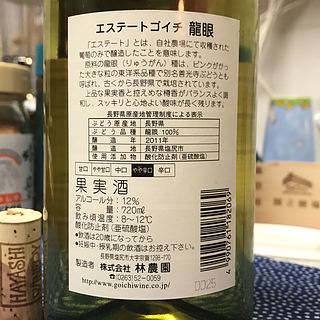 エステートゴイチ 龍眼
「エステート」とは、自社農場にて収穫された
葡萄のみで醸造したことを意味します。
原料の龍眼（りゅうがん）種は、ピンクがか
った大きな粒の東洋系品種で別名善光寺ぶどうとも
呼ばれ、古くから長野県で栽培されています。
上品な果実香と控えめな樽香がバランスよく調
和し、スッキリと心地よい酸味が長く残ります。
長野県原産地管理制度による表示
ぶどう原産地 長野県
ぶどう品種 龍眼 100%
醸造年 2011年
醸造地 長野県塩尻市
使用添加物 酸化防止剤（亜硫酸塩）
甘口 やや甘口 中口 やや辛口 辛口
果実酒
アルコール分：12%
容量：720ml
飲み頃温度：8～12℃
酸化防止剤（亜硫酸塩）
●飲酒は20歳になってから
●妊娠中・授乳期の飲酒はお控え下さい。
長野県塩尻市大字宗賀1298-170
製造者 株式会社 林農園
☎(0263)52-0059
http://www.goichiwine.co.jp/
4 990761 182069
0025
HAYASHI